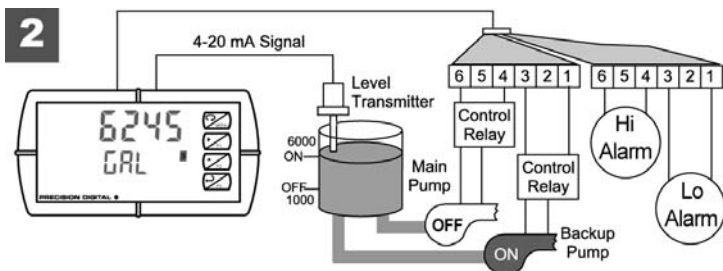 2
4-20 mA Signal
6 5 4 3 2 1
6 5 4 3 2 1
6245
GAL
PRECISION DIGITAL
Level
Transmitter
6000
ON
OFF
1000
Main
Pump
OFF
Control
Relay
Control
Relay
Hi
Alarm
Lo
Alarm
ON
Backup
Pump